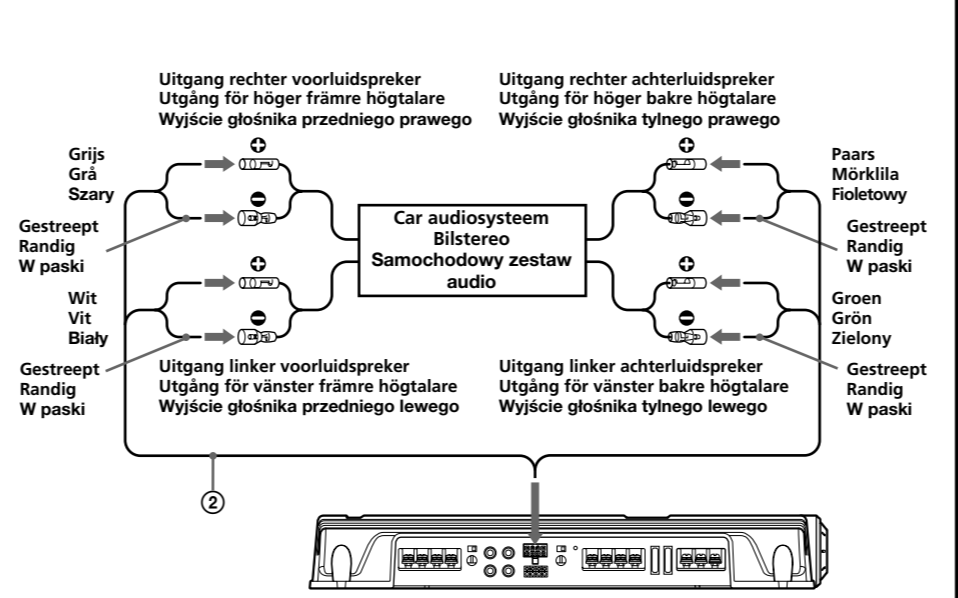 Uitgang rechter voorluidspreker
Utgång för höger främre högtalare
Wyjście głośnika przedniego prawego
Uitgang rechter achterluidspreker
Utgång för höger bakre högtalare
Wyjście głośnika tylnego prawego
Grijs
Grå
Szary
Gestreept
Randig
W paski
Wit
Vit
Biały
Gestreept
Randig
W paski
Car audiosysteem
Bilstereo
Samochodowy zestaw
audio
Paars
Mörklila
Fioletowy
Gestreept
Randig
W paski
Groen
Grön
Zielony
Gestreept
Randig
W paski
Uitgang linker voorluidspreker
Utgång för vänster främre högtalare
Wyjście głośnika przedniego lewego
Uitgang linker achterluidspreker
Utgång för vänster bakre högtalare
Wyjście głośnika tylnego lewego
②